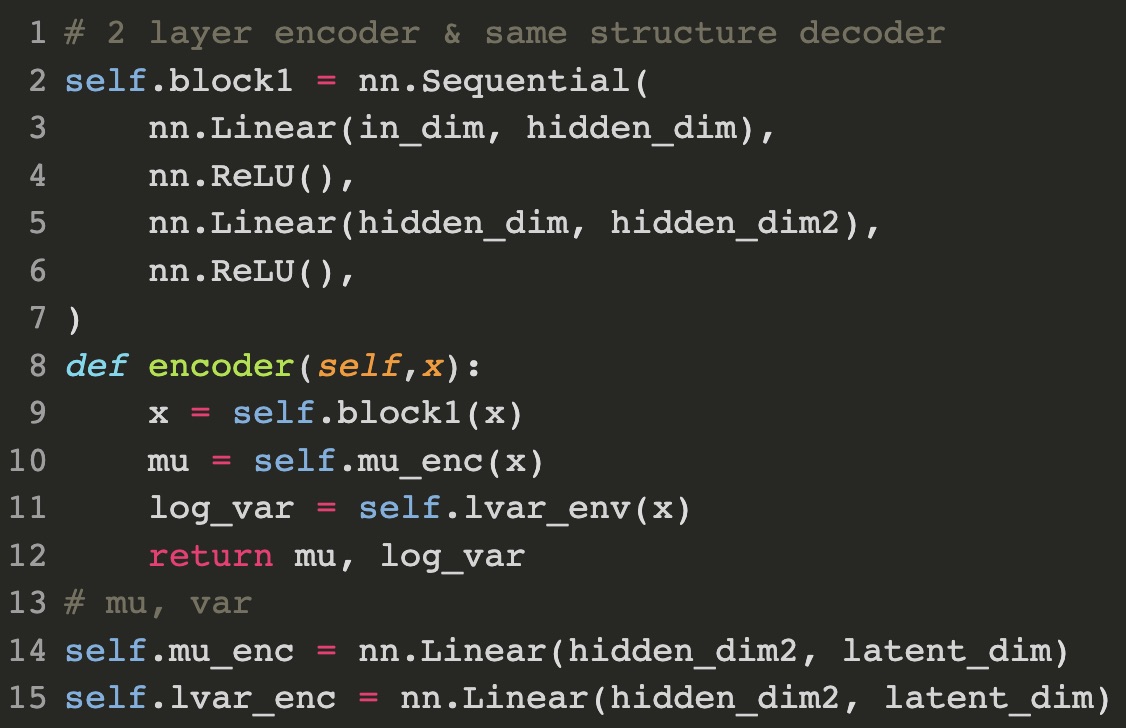 1 # 2 layer encoder & same structure decoder
2 self.block1 = nn.Sequential(
3     nn.Linear(in_dim, hidden_dim),
4     nn.ReLU(),
5     nn.Linear(hidden_dim, hidden_dim2),
6     nn.ReLU(),
7 )
8 def encoder(self,x):
9     x = self.block1(x)
10     mu = self.mu_enc(x)
11     log_var = self.lvar_env(x)
12     return mu, log_var
13 # mu, var
14 self.mu_enc = nn.Linear(hidden_dim2, latent_dim)
15 self.lvar_enc = nn.Linear(hidden_dim2, latent_dim)